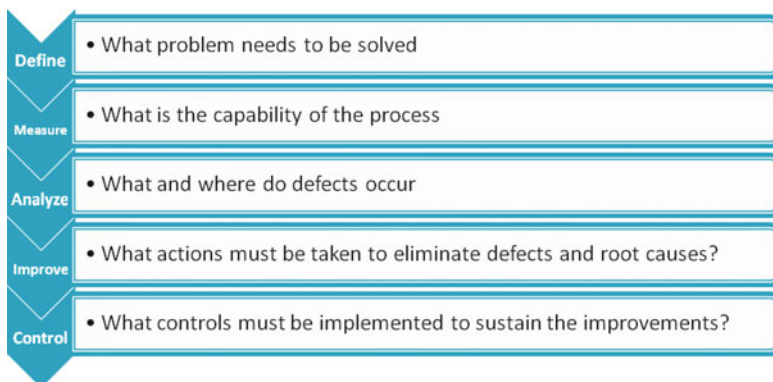 Define
• What problem needs to be solved
Measure
• What is the capability of the process
Analyze
• What and where do defects occur
Improve
• What actions must be taken to eliminate defects and root causes?
Control
• What controls must be implemented to sustain the improvements?